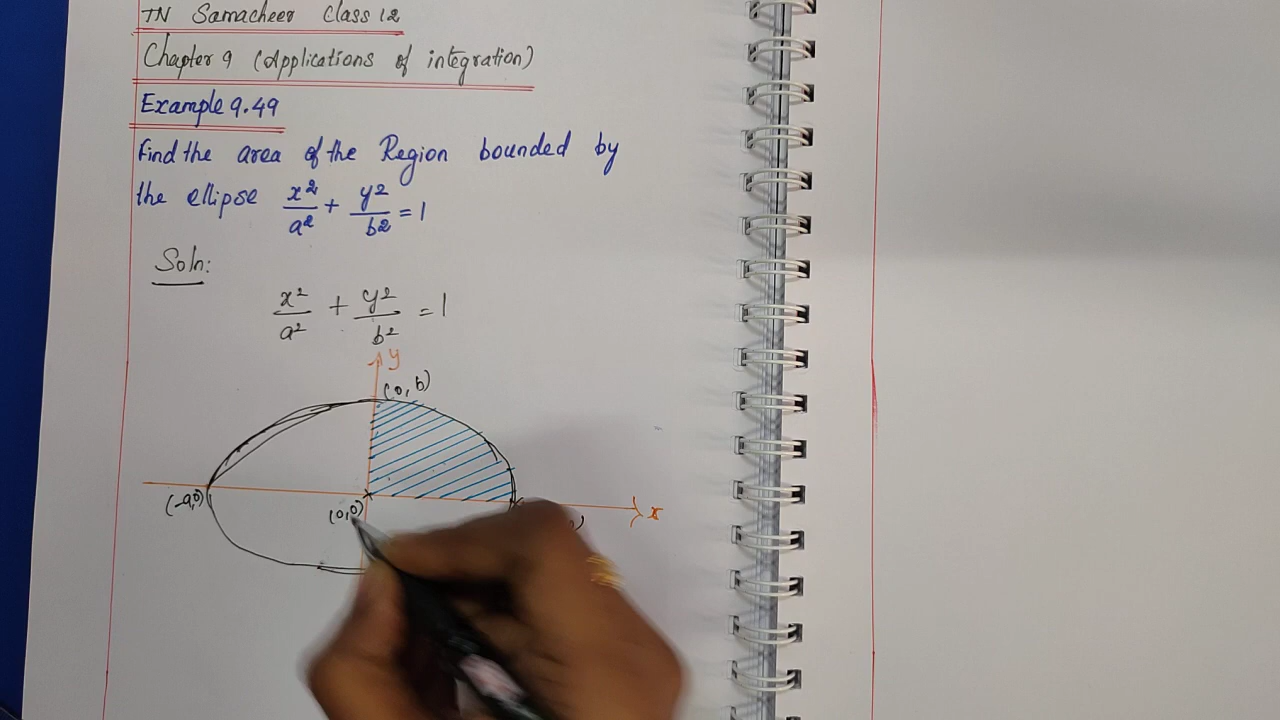 TN Samacheer Class 12
Chapter 9 (Applications of integration)
Example 9.49
Find the area of the Region bounded by
the ellipse x²/a² + y²/b² = 1
Soln:
x²/a² + y²/b² = 1
y
(0,b)
(-a,0)
(0,0)
x